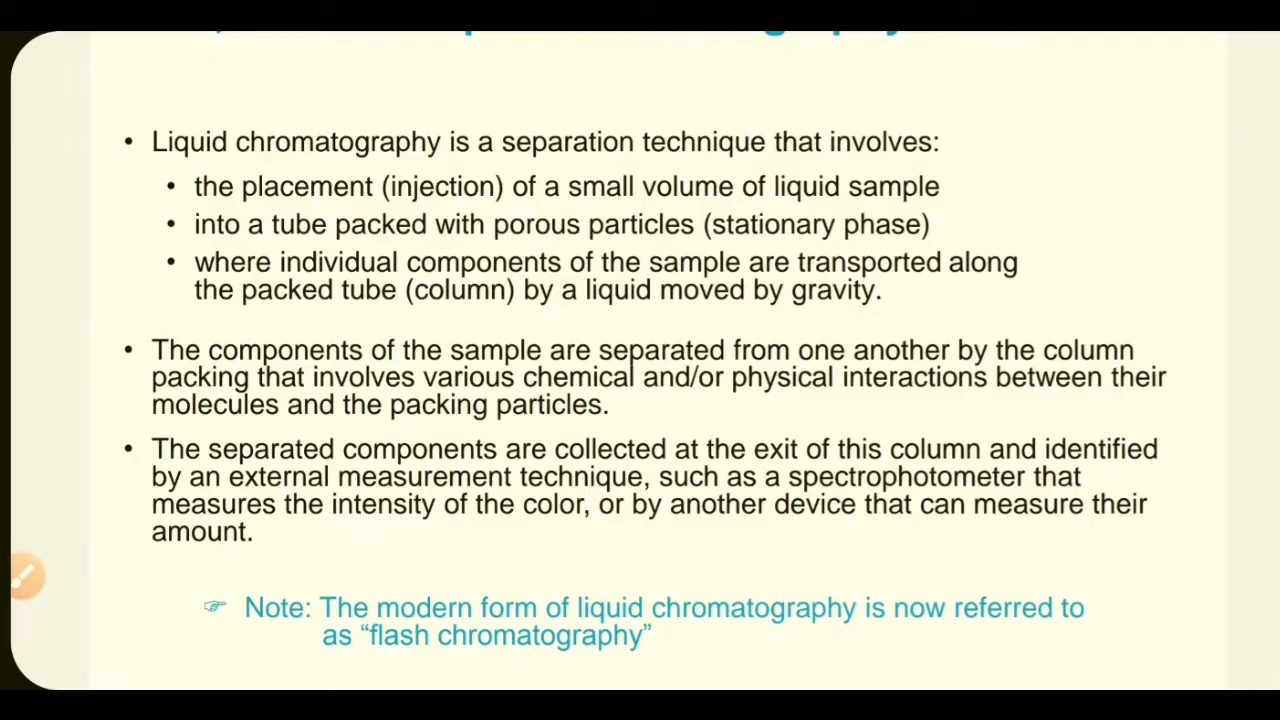 • Liquid chromatography is a separation technique that involves:
• the placement (injection) of a small volume of liquid sample
• into a tube packed with porous particles (stationary phase)
• where individual components of the sample are transported along
the packed tube (column) by a liquid moved by gravity.
• The components of the sample are separated from one another by the column
packing that involves various chemical and/or physical interactions between their
molecules and the packing particles.
• The separated components are collected at the exit of this column and identified
by an external measurement technique, such as a spectrophotometer that
measures the intensity of the color, or by another device that can measure their
amount.
☞ Note: The modern form of liquid chromatography is now referred to
as “flash chromatography”